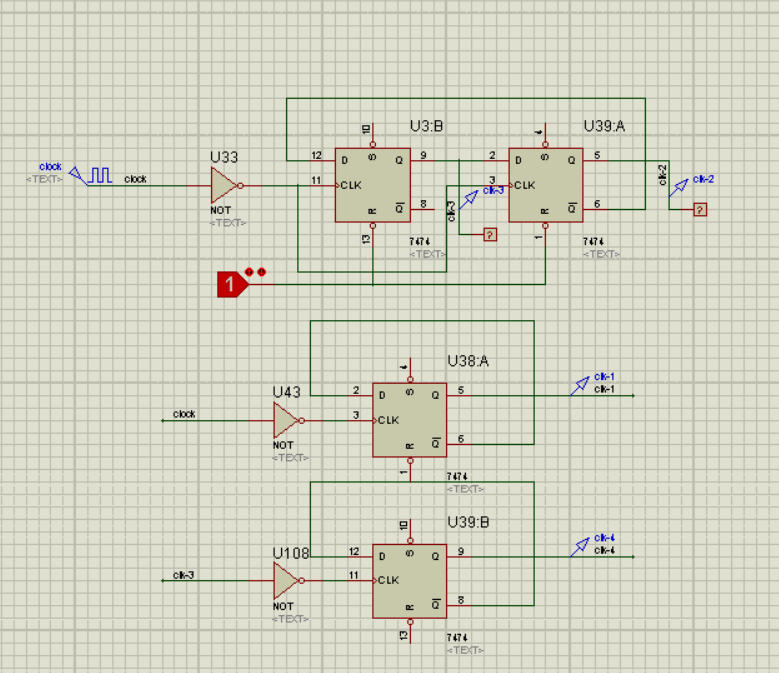 U3:B
U39:A
10
4
clock
<TEXT>
clock
U33
NOT
<TEXT>
12
D
S
Q
9
11
CLK
R
Q
8
13
7474
<TEXT>
clk-3
clk-3
2
D
S
Q
5
3
CLK
R
Q
6
1
7474
<TEXT>
clk-2
clk-2
?
?
1
U38:A
4
clock
U43
NOT
<TEXT>
2
D
S
Q
5
3
CLK
R
Q
6
1
7474
<TEXT>
clk-1
clk-1
U39:B
10
clk-3
U108
NOT
<TEXT>
12
D
S
Q
9
11
CLK
R
Q
8
13
7474
<TEXT>
clk-4
clk-4